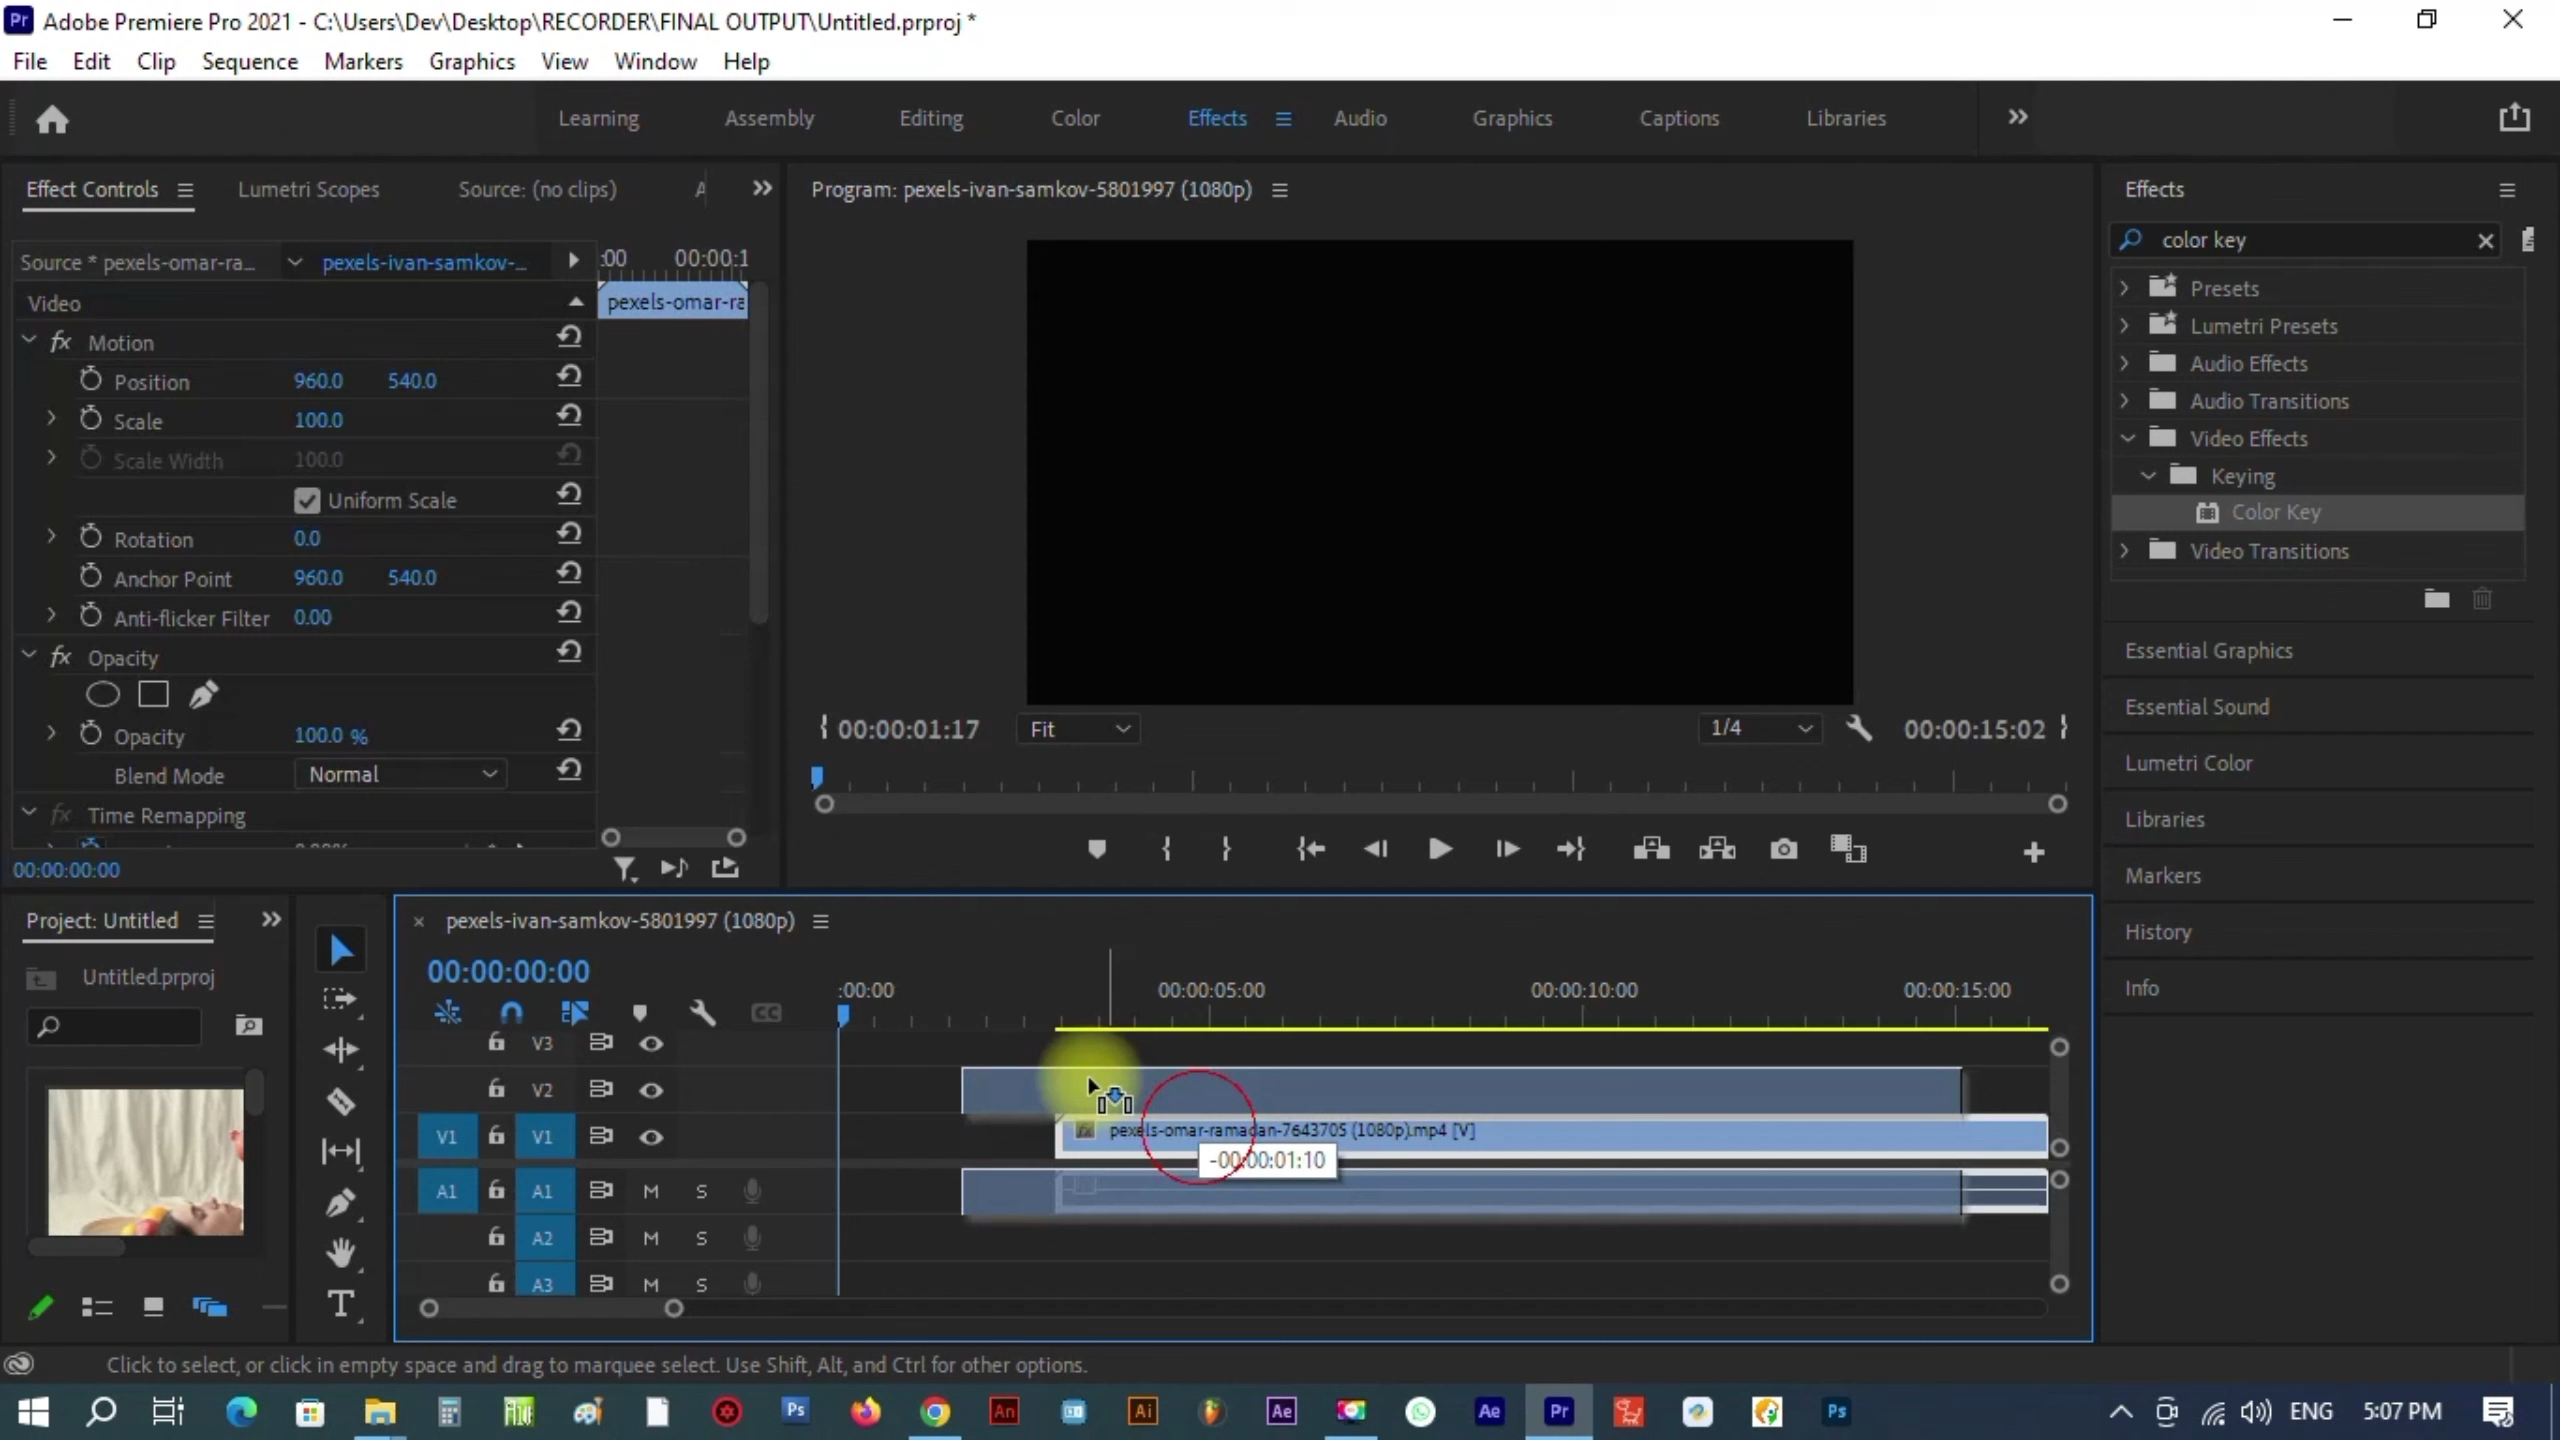 Adobe Premiere Pro 2021 - C:\Users\Dev\Desktop\RECORDER\FINAL OUTPUT\Untitled.prproj *
File Edit Clip Sequence Markers Graphics View Window Help
Learning Assembly Editing Color Effects Audio Graphics Captions Libraries
Effect Controls Lumetri Scopes Source: (no clips)
Program: pexels-ivan-samkov-5801997 (1080p)
Effects
color key
Source * pexels-omar-ra... pexels-ivan-samkov-... :00 00:00:1
Video
pexels-omar-ra
Motion
Position 960.0 540.0
Scale 100.0
Scale Width 100.0
Uniform Scale
Rotation 0.0
Anchor Point 960.0 540.0
Anti-flicker Filter 0.00
Opacity
Opacity 100.0 %
Blend Mode Normal
Time Remapping
00:00:00:00
Presets
Lumetri Presets
Audio Effects
Audio Transitions
Video Effects
Keying
Color Key
Video Transitions
Essential Graphics
Essential Sound
Lumetri Color
Libraries
Markers
History
Info
00:00:01:17 Fit 1/4 00:00:15:02
Project: Untitled
Untitled.prproj
pexels-ivan-samkov-5801997 (1080p)
00:00:00:00
:00:00 00:00:05:00 00:00:10:00 00:00:15:00
V3
V2
V1 V1 pexels-omar-ramadan-7643705 (1080p).mp4 [V]
-00:00:01:10
A1 A1 M S
A2 M S
A3 M S
Click to select, or click in empty space and drag to marquee select. Use Shift, Alt, and Ctrl for other options.
Ps An Ai Ae Ae Pr Ps ENG 5:07 PM